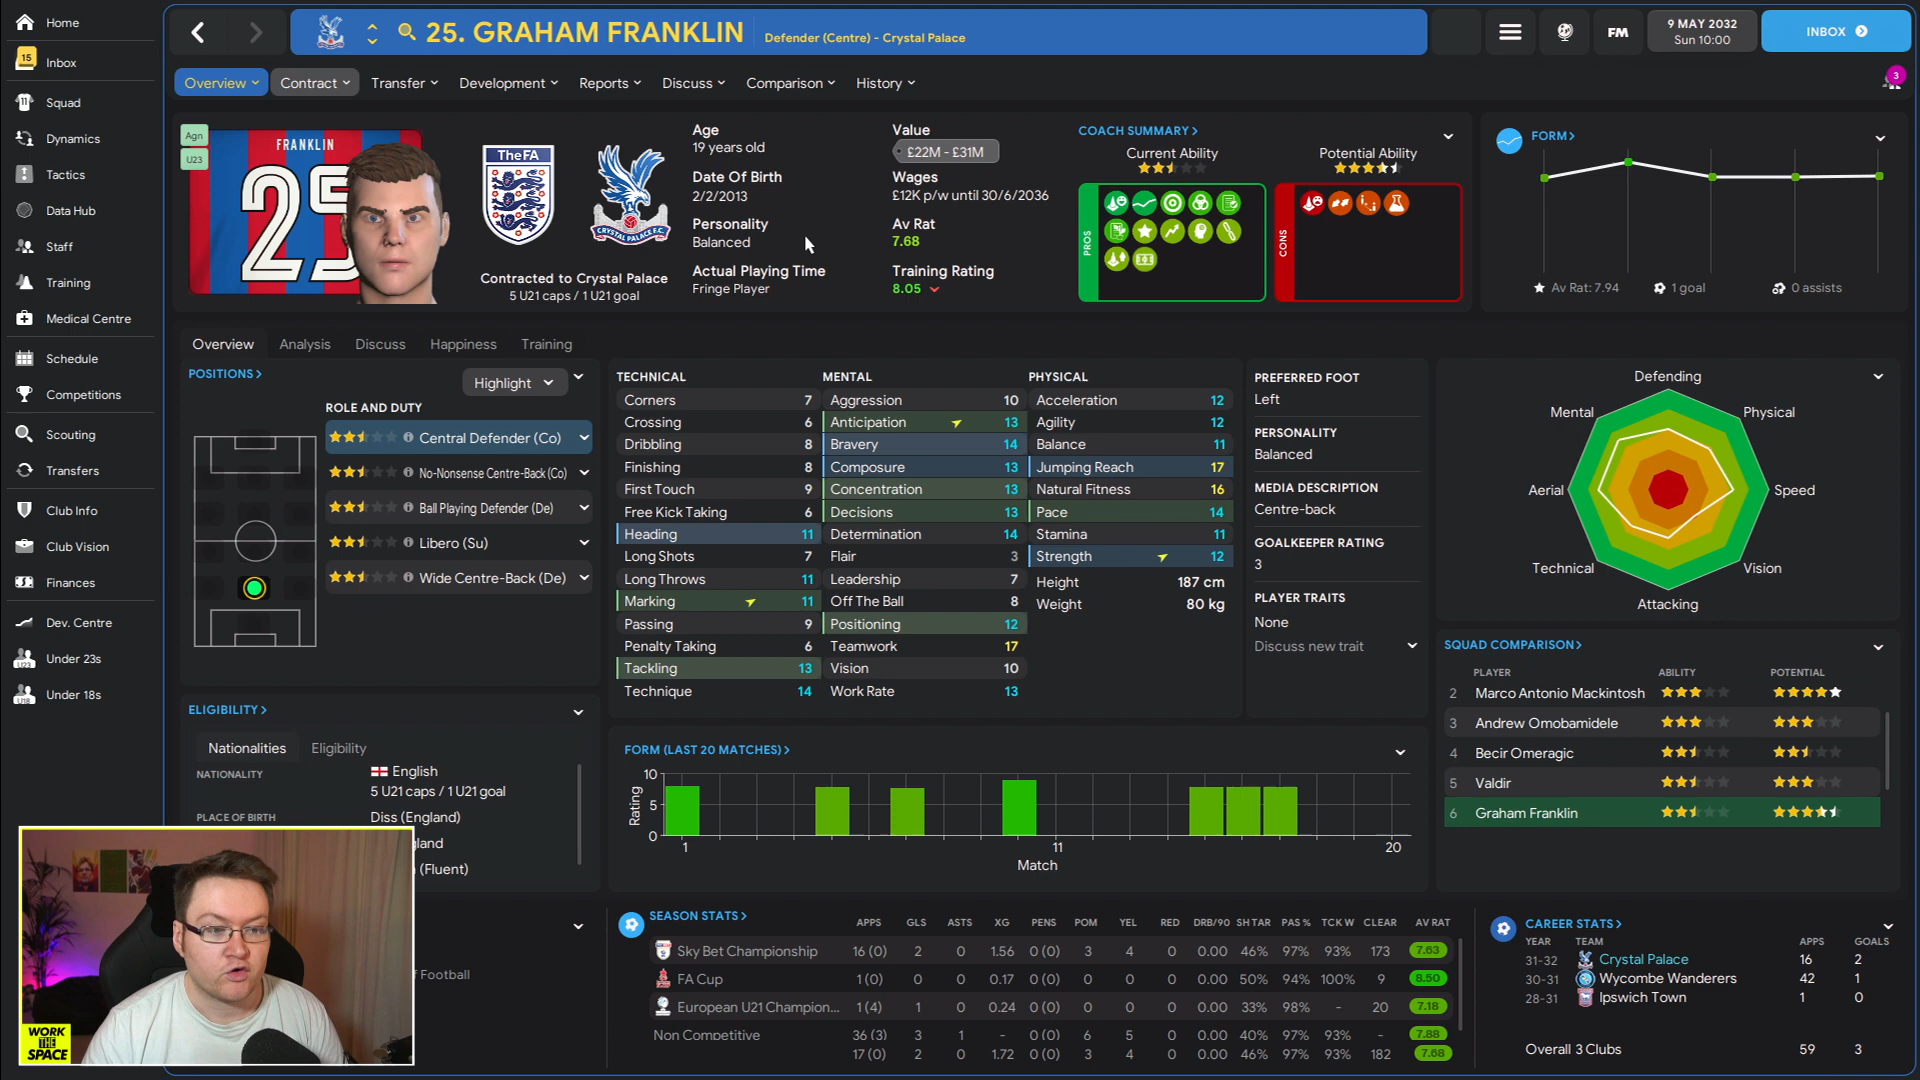 Home
15
Inbox
Squad
Dynamics
Tactics
Data Hub
Staff
Training
Medical Centre
Schedule
Competitions
Scouting
Transfers
Club Info
Club Vision
Finances
Dev. Centre
Under 23s
Under 18s
25. GRAHAM FRANKLIN
Defender (Centre) - Crystal Palace
FM
9 MAY 2032
Sun 10:00
INBOX
Overview Contract Transfer Development Reports Discuss Comparison History
3
Agn
U23
FRANKLIN
25
The FA
CRYSTAL PALACE F.C.
Contracted to Crystal Palace
5 U21 caps / 1 U21 goal
Age
19 years old
Date Of Birth
2/2/2013
Personality
Balanced
Actual Playing Time
Fringe Player
Value
£22M - £31M
Wages
£12K p/w until 30/6/2036
Av Rat
7.68
Training Rating
8.05
COACH SUMMARY >
Current Ability
Potential Ability
PROS
CONS
FORM >
Av Rat: 7.94 1 goal 0 assists
Overview Analysis Discuss Happiness Training
POSITIONS >
Highlight
ROLE AND DUTY
Central Defender (Co)
No-Nonsense Centre-Back (Co)
Ball Playing Defender (De)
Libero (Su)
Wide Centre-Back (De)
TECHNICAL
Corners 7
Crossing 6
Dribbling 8
Finishing 8
First Touch 9
Free Kick Taking 6
Heading 11
Long Shots 7
Long Throws 11
Marking 11
Passing 9
Penalty Taking 6
Tackling 13
Technique 14
MENTAL
Aggression 10
Anticipation 13
Bravery 14
Composure 13
Concentration 13
Decisions 13
Determination 14
Flair 3
Leadership 7
Off The Ball 8
Positioning 12
Teamwork 17
Vision 10
Work Rate 13
PHYSICAL
Acceleration 12
Agility 12
Balance 11
Jumping Reach 17
Natural Fitness 16
Pace 14
Stamina 11
Strength 12
Height 187 cm
Weight 80 kg
PREFERRED FOOT
Left
PERSONALITY
Balanced
MEDIA DESCRIPTION
Centre-back
GOALKEEPER RATING
3
PLAYER TRAITS
None
Discuss new trait
Defending
Mental Physical
Aerial Speed
Technical Vision
Attacking
SQUAD COMPARISON >
PLAYER ABILITY POTENTIAL
2 Marco Antonio Mackintosh
3 Andrew Omobamidele
4 Becir Omeragic
5 Valdir
6 Graham Franklin
ELIGIBILITY >
Nationalities Eligibility
NATIONALITY English
5 U21 caps / 1 U21 goal
PLACE OF BIRTH Diss (England)
gland
(Fluent)
f Football
FORM (LAST 20 MATCHES) >
Rating
10
5
0
1 11 20
Match
SEASON STATS >
APPS GLS ASTS XG PENS POM YEL RED DRB/90 SH TAR PAS % TCK W CLEAR AV RAT
Sky Bet Championship 16 (0) 2 0 1.56 0 (0) 3 4 0 0.00 46% 97% 93% 173 7.63
FA Cup 1 (0) 0 0 0.17 0 (0) 0 0 0 0.00 50% 94% 100% 9 8.50
European U21 Champion... 1 (4) 1 0 0.24 0 (0) 0 0 0 0.00 33% 98% - 20 7.18
Non Competitive 36 (3) 3 1 - 0 (0) 6 5 0 0.00 40% 97% 93% - 7.88
17 (0) 2 0 1.72 0 (0) 3 4 0 0.00 46% 97% 93% 182 7.68
CAREER STATS >
YEAR TEAM APPS GOALS
31-32 Crystal Palace 16 2
30-31 Wycombe Wanderers 42 1
28-31 Ipswich Town 1 0
Overall 3 Clubs 59 3
WORK
THE
SPACE